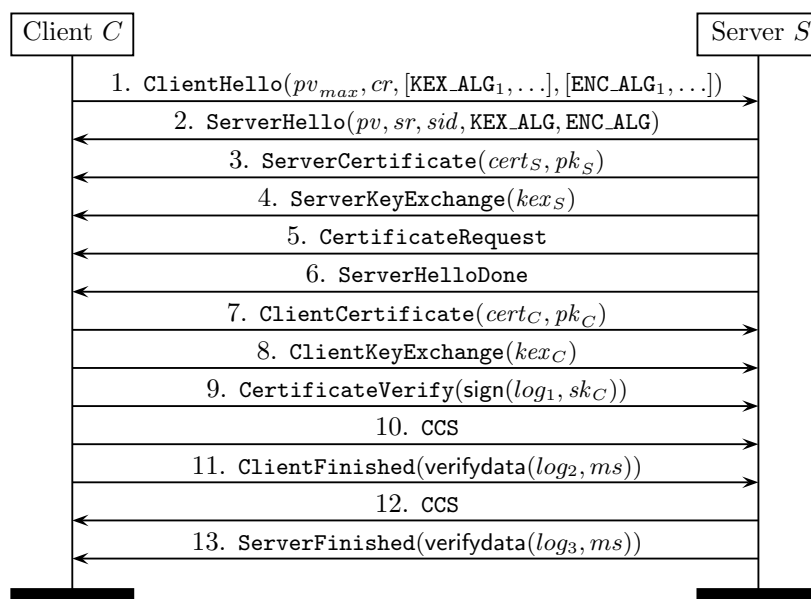 Client C Server S
1. ClientHello(pv_max, cr, [KEX_ALG_1, …], [ENC_ALG_1, …])
2. ServerHello(pv, sr, sid, KEX_ALG, ENC_ALG)
3. ServerCertificate(cert_S, pk_S)
4. ServerKeyExchange(kex_S)
5. CertificateRequest
6. ServerHelloDone
7. ClientCertificate(cert_C, pk_C)
8. ClientKeyExchange(kex_C)
9. CertificateVerify(sign(log_1, sk_C))
10. CCS
11. ClientFinished(verifydata(log_2, ms))
12. CCS
13. ServerFinished(verifydata(log_3, ms))